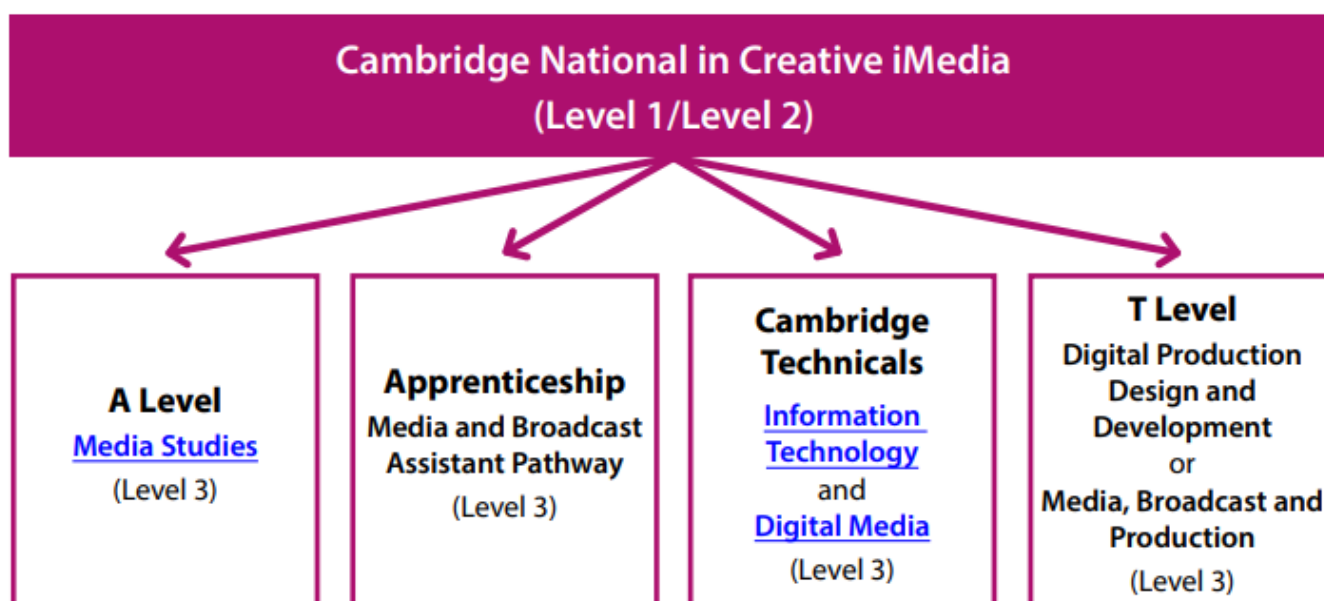 Cambridge National in Creative iMedia
(Level 1/Level 2)
A Level
Media Studies
(Level 3)
Apprenticeship
Media and Broadcast
Assistant Pathway
(Level 3)
Cambridge
Technicals
Information
Technology
and
Digital Media
(Level 3)
T Level
Digital Production
Design and
Development
or
Media, Broadcast and
Production
(Level 3)